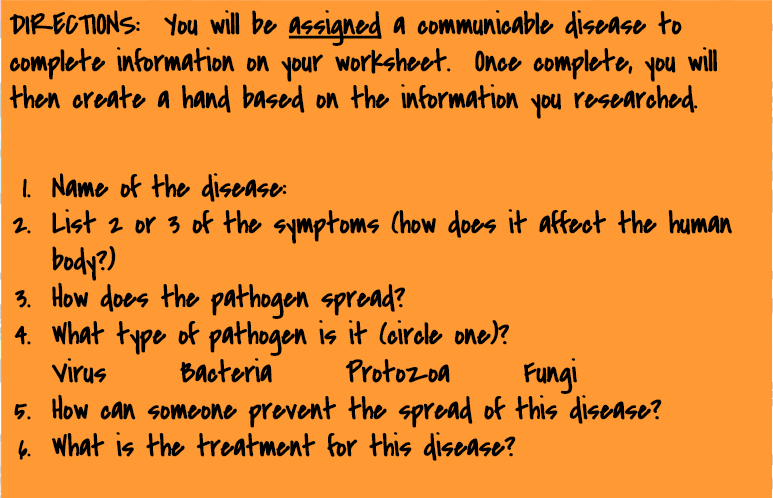 DIRECTIONS: You will be assigned a communicable disease to
complete information on your worksheet. Once complete, you will
then create a hand based on the information you researched.
1. Name of the disease:
2. List 2 or 3 of the symptoms (how does it affect the human
body?)
3. How does the pathogen spread?
4. What type of pathogen is it (circle one)?
Virus Bacteria Protozoa Fungi
5. How can someone prevent the spread of this disease?
6. What is the treatment for this disease?